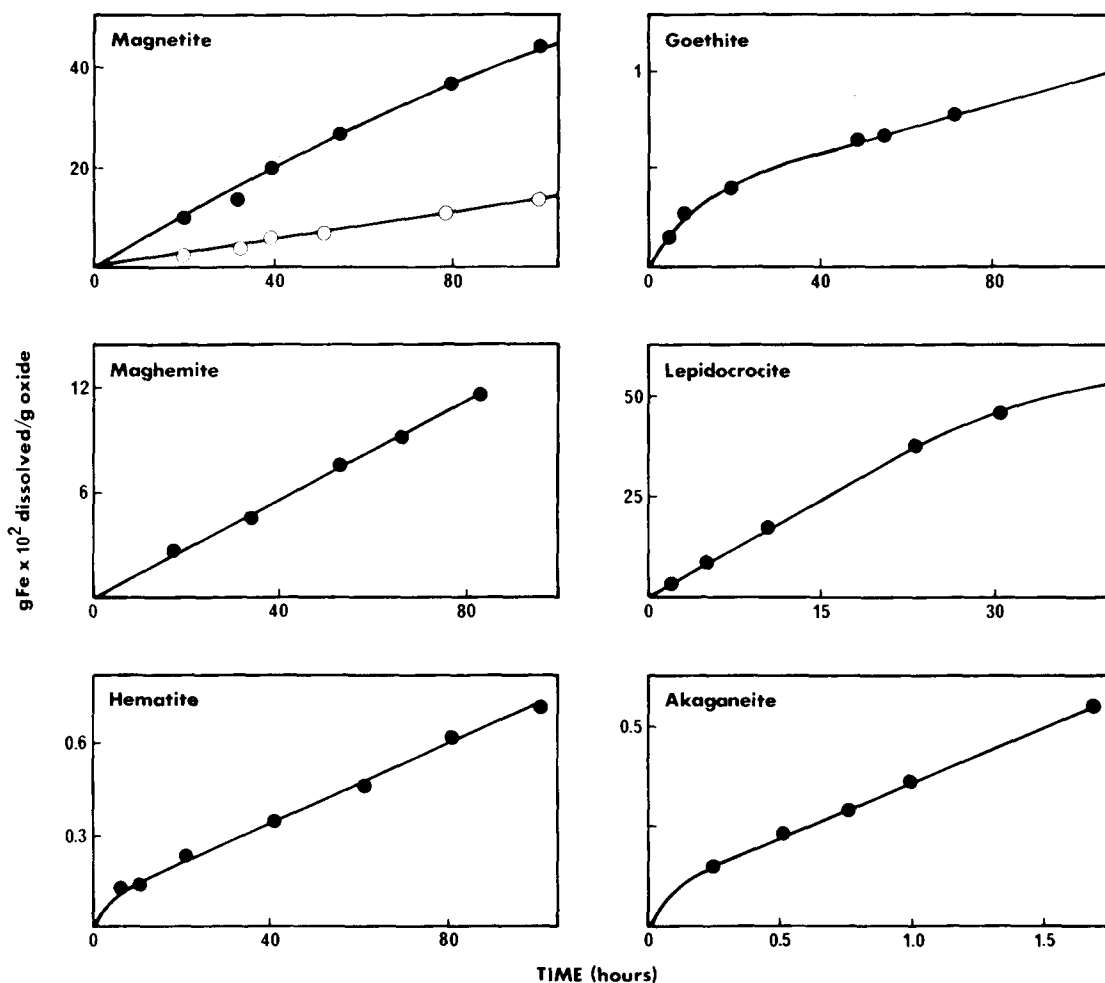 Magnetite
40
20
0 40 80
Goethite
1
0 40 80
Maghemite
12
6
0 40 80
Lepidocrocite
50
25
0 15 30
Hematite
0.6
0.3
0 40 80
Akaganeite
0.5
0 0.5 1.0 1.5
gFe x 10² dissolved/g oxide
TIME (hours)